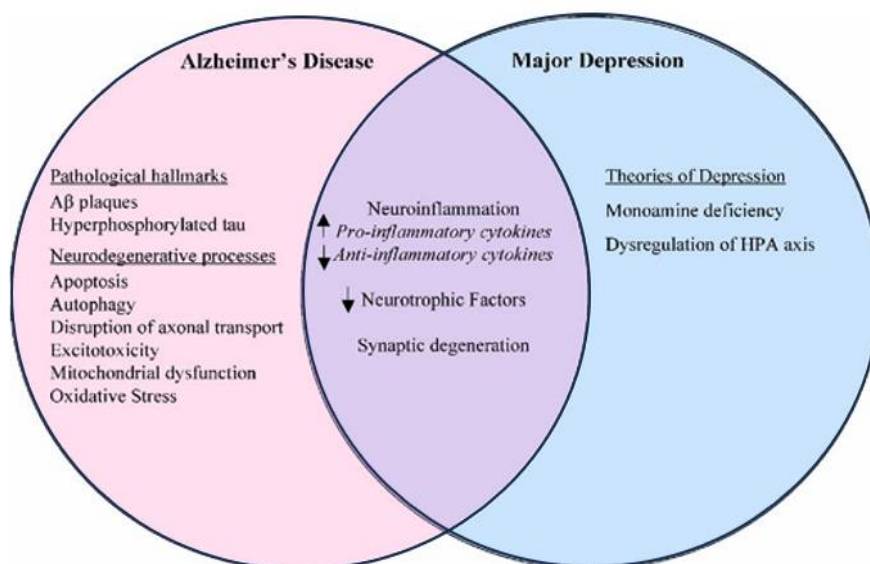 Alzheimer's Disease
Pathological hallmarks
Aβ plaques
Hyperphosphorylated tau
Neurodegenerative processes
Apoptosis
Autophagy
Disruption of axonal transport
Excitotoxicity
Mitochondrial dysfunction
Oxidative Stress
Neuroinflammation
↑ Pro-inflammatory cytokines
↓ Anti-inflammatory cytokines
↓ Neurotrophic Factors
Synaptic degeneration
Major Depression
Theories of Depression
Monoamine deficiency
Dysregulation of HPA axis